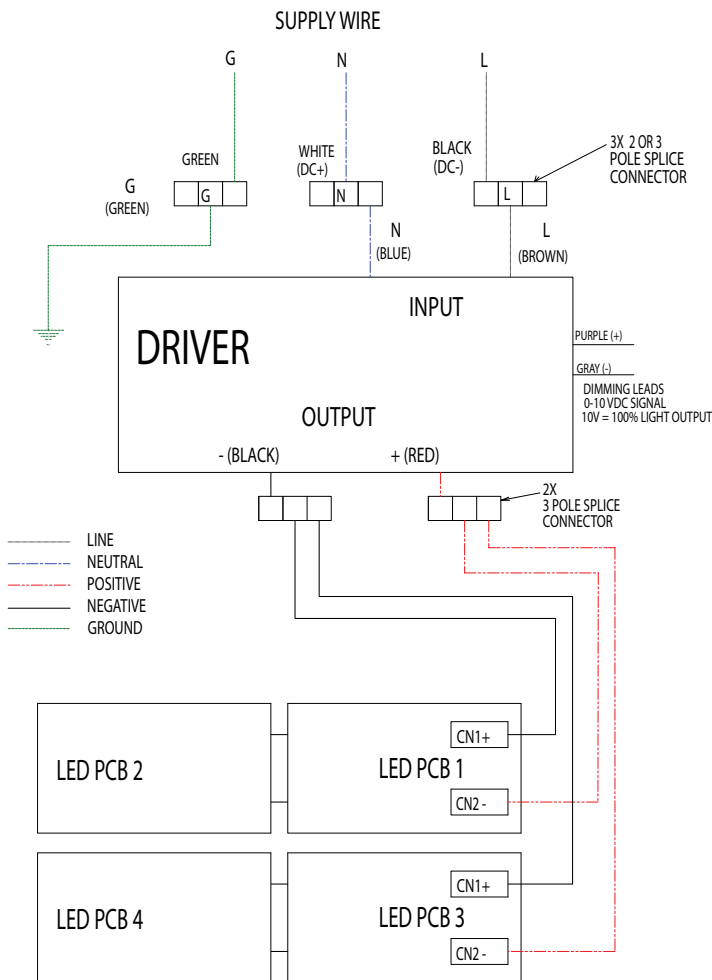 SUPPLY WIRE
G
N
L
GREEN
WHITE
(DC+)
BLACK
(DC-)
3X 2 OR 3
POLE SPLICE
CONNECTOR
G
(GREEN)
G
N
L
N
(BLUE)
L
(BROWN)
INPUT
DRIVER
PURPLE (+)
GRAY (-)
DIMMING LEADS
0-10 VDC SIGNAL
10V = 100% LIGHT OUTPUT
OUTPUT
- (BLACK)
+ (RED)
2X
3 POLE SPLICE
CONNECTOR
LINE
NEUTRAL
POSITIVE
NEGATIVE
GROUND
LED PCB 2
LED PCB 1
CN1+
CN2 -
LED PCB 4
LED PCB 3
CN1+
CN2 -